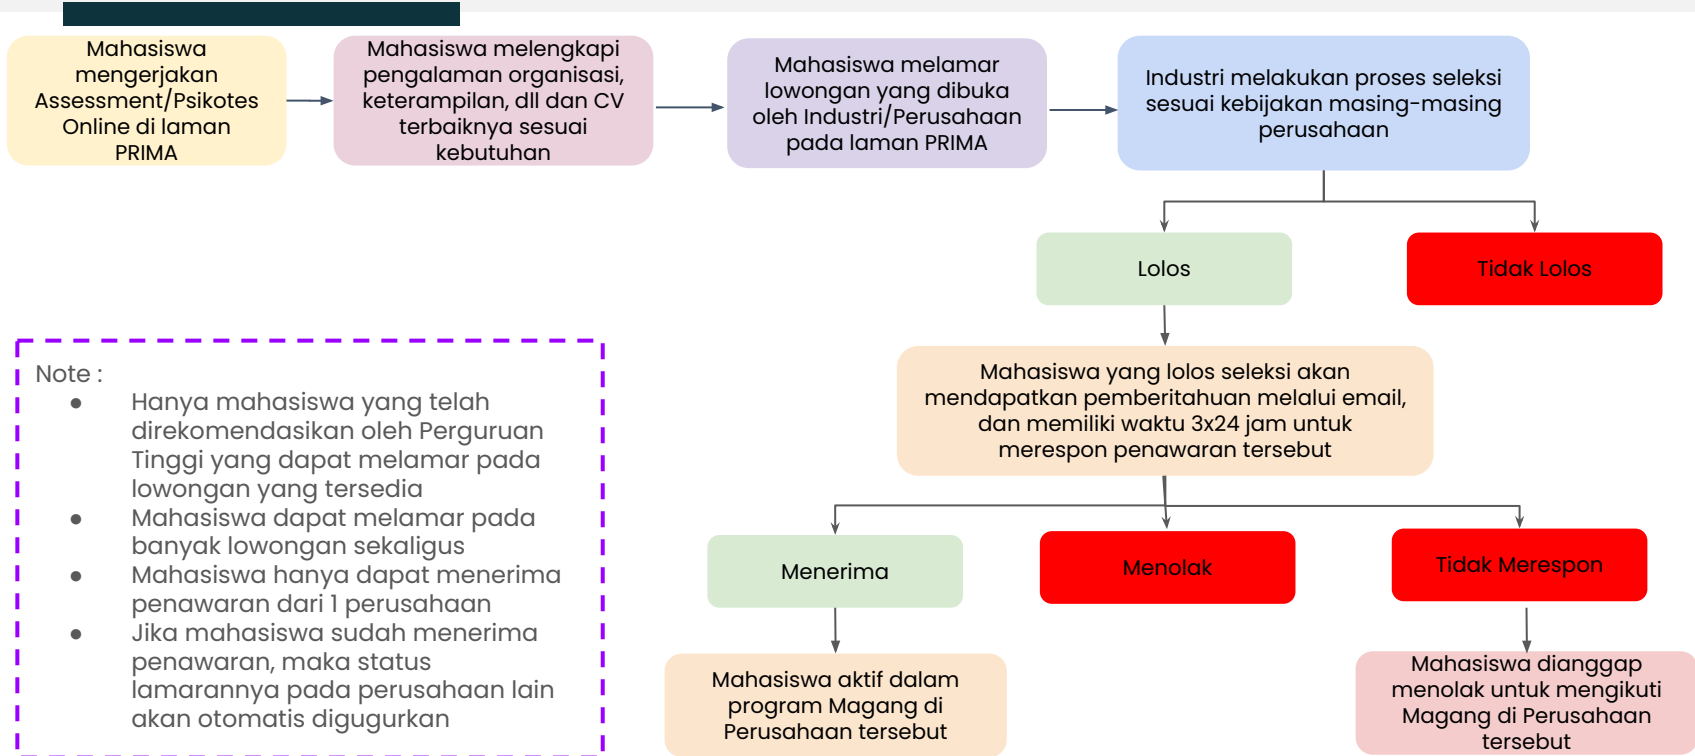 Mahasiswa
mengerjakan
Assessment/Psikotes
Online di laman
PRIMA
Mahasiswa melengkapi
pengalaman organisasi,
keterampilan, dll dan CV
terbaiknya sesuai
kebutuhan
Mahasiswa melamar
lowongan yang dibuka
oleh Industri/Perusahaan
pada laman PRIMA
Industri melakukan proses seleksi
sesuai kebijakan masing-masing
perusahaan
Lolos
Tidak Lolos
Mahasiswa yang lolos seleksi akan
mendapatkan pemberitahuan melalui email,
dan memiliki waktu 3x24 jam untuk
merespon penawaran tersebut
Menerima
Menolak
Tidak Merespon
Mahasiswa aktif dalam
program Magang di
Perusahaan tersebut
Mahasiswa dianggap
menolak untuk mengikuti
Magang di Perusahaan
tersebut
Note :
● Hanya mahasiswa yang telah
direkomendasikan oleh Perguruan
Tinggi yang dapat melamar pada
lowongan yang tersedia
● Mahasiswa dapat melamar pada
banyak lowongan sekaligus
● Mahasiswa hanya dapat menerima
penawaran dari 1 perusahaan
● Jika mahasiswa sudah menerima
penawaran, maka status
lamarannya pada perusahaan lain
akan otomatis digugurkan